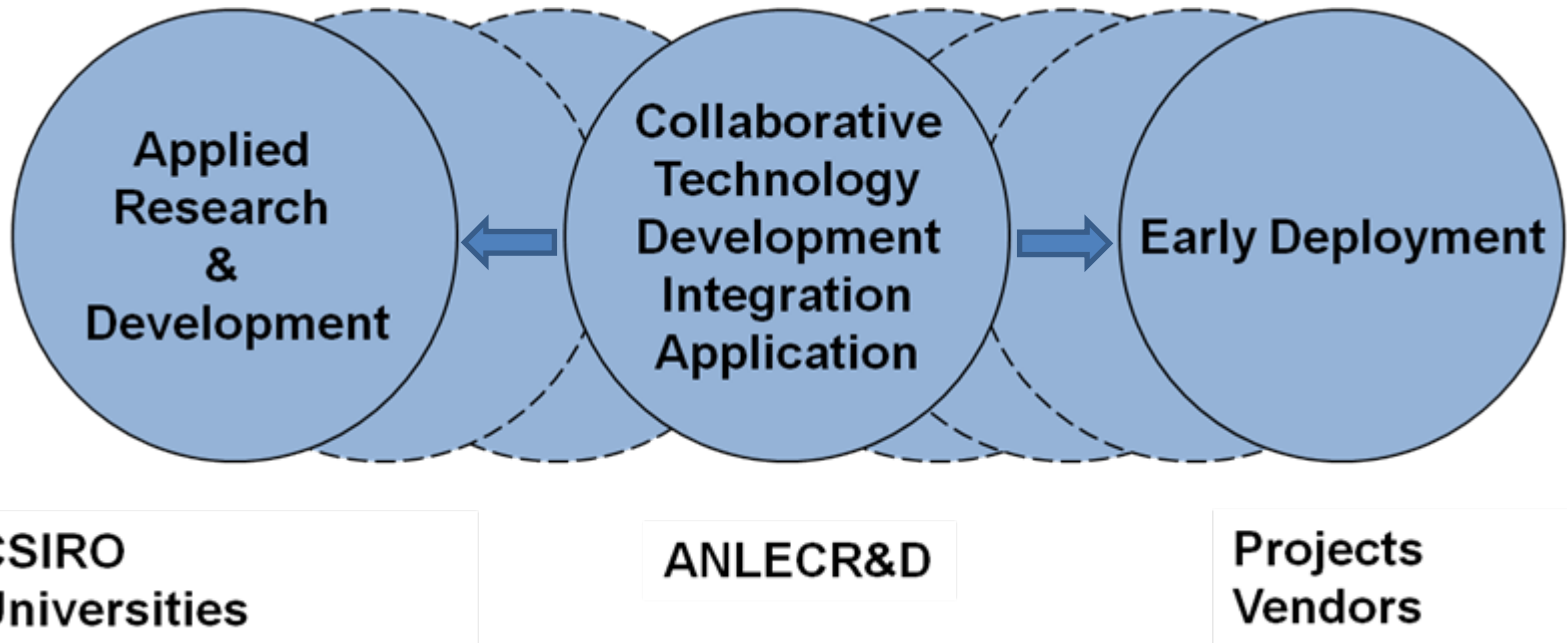 Applied
Research
&
Development
Collaborative
Technology
Development
Integration
Application
Early Deployment
CSIRO
Universities
ANLECR&D
Projects
Vendors